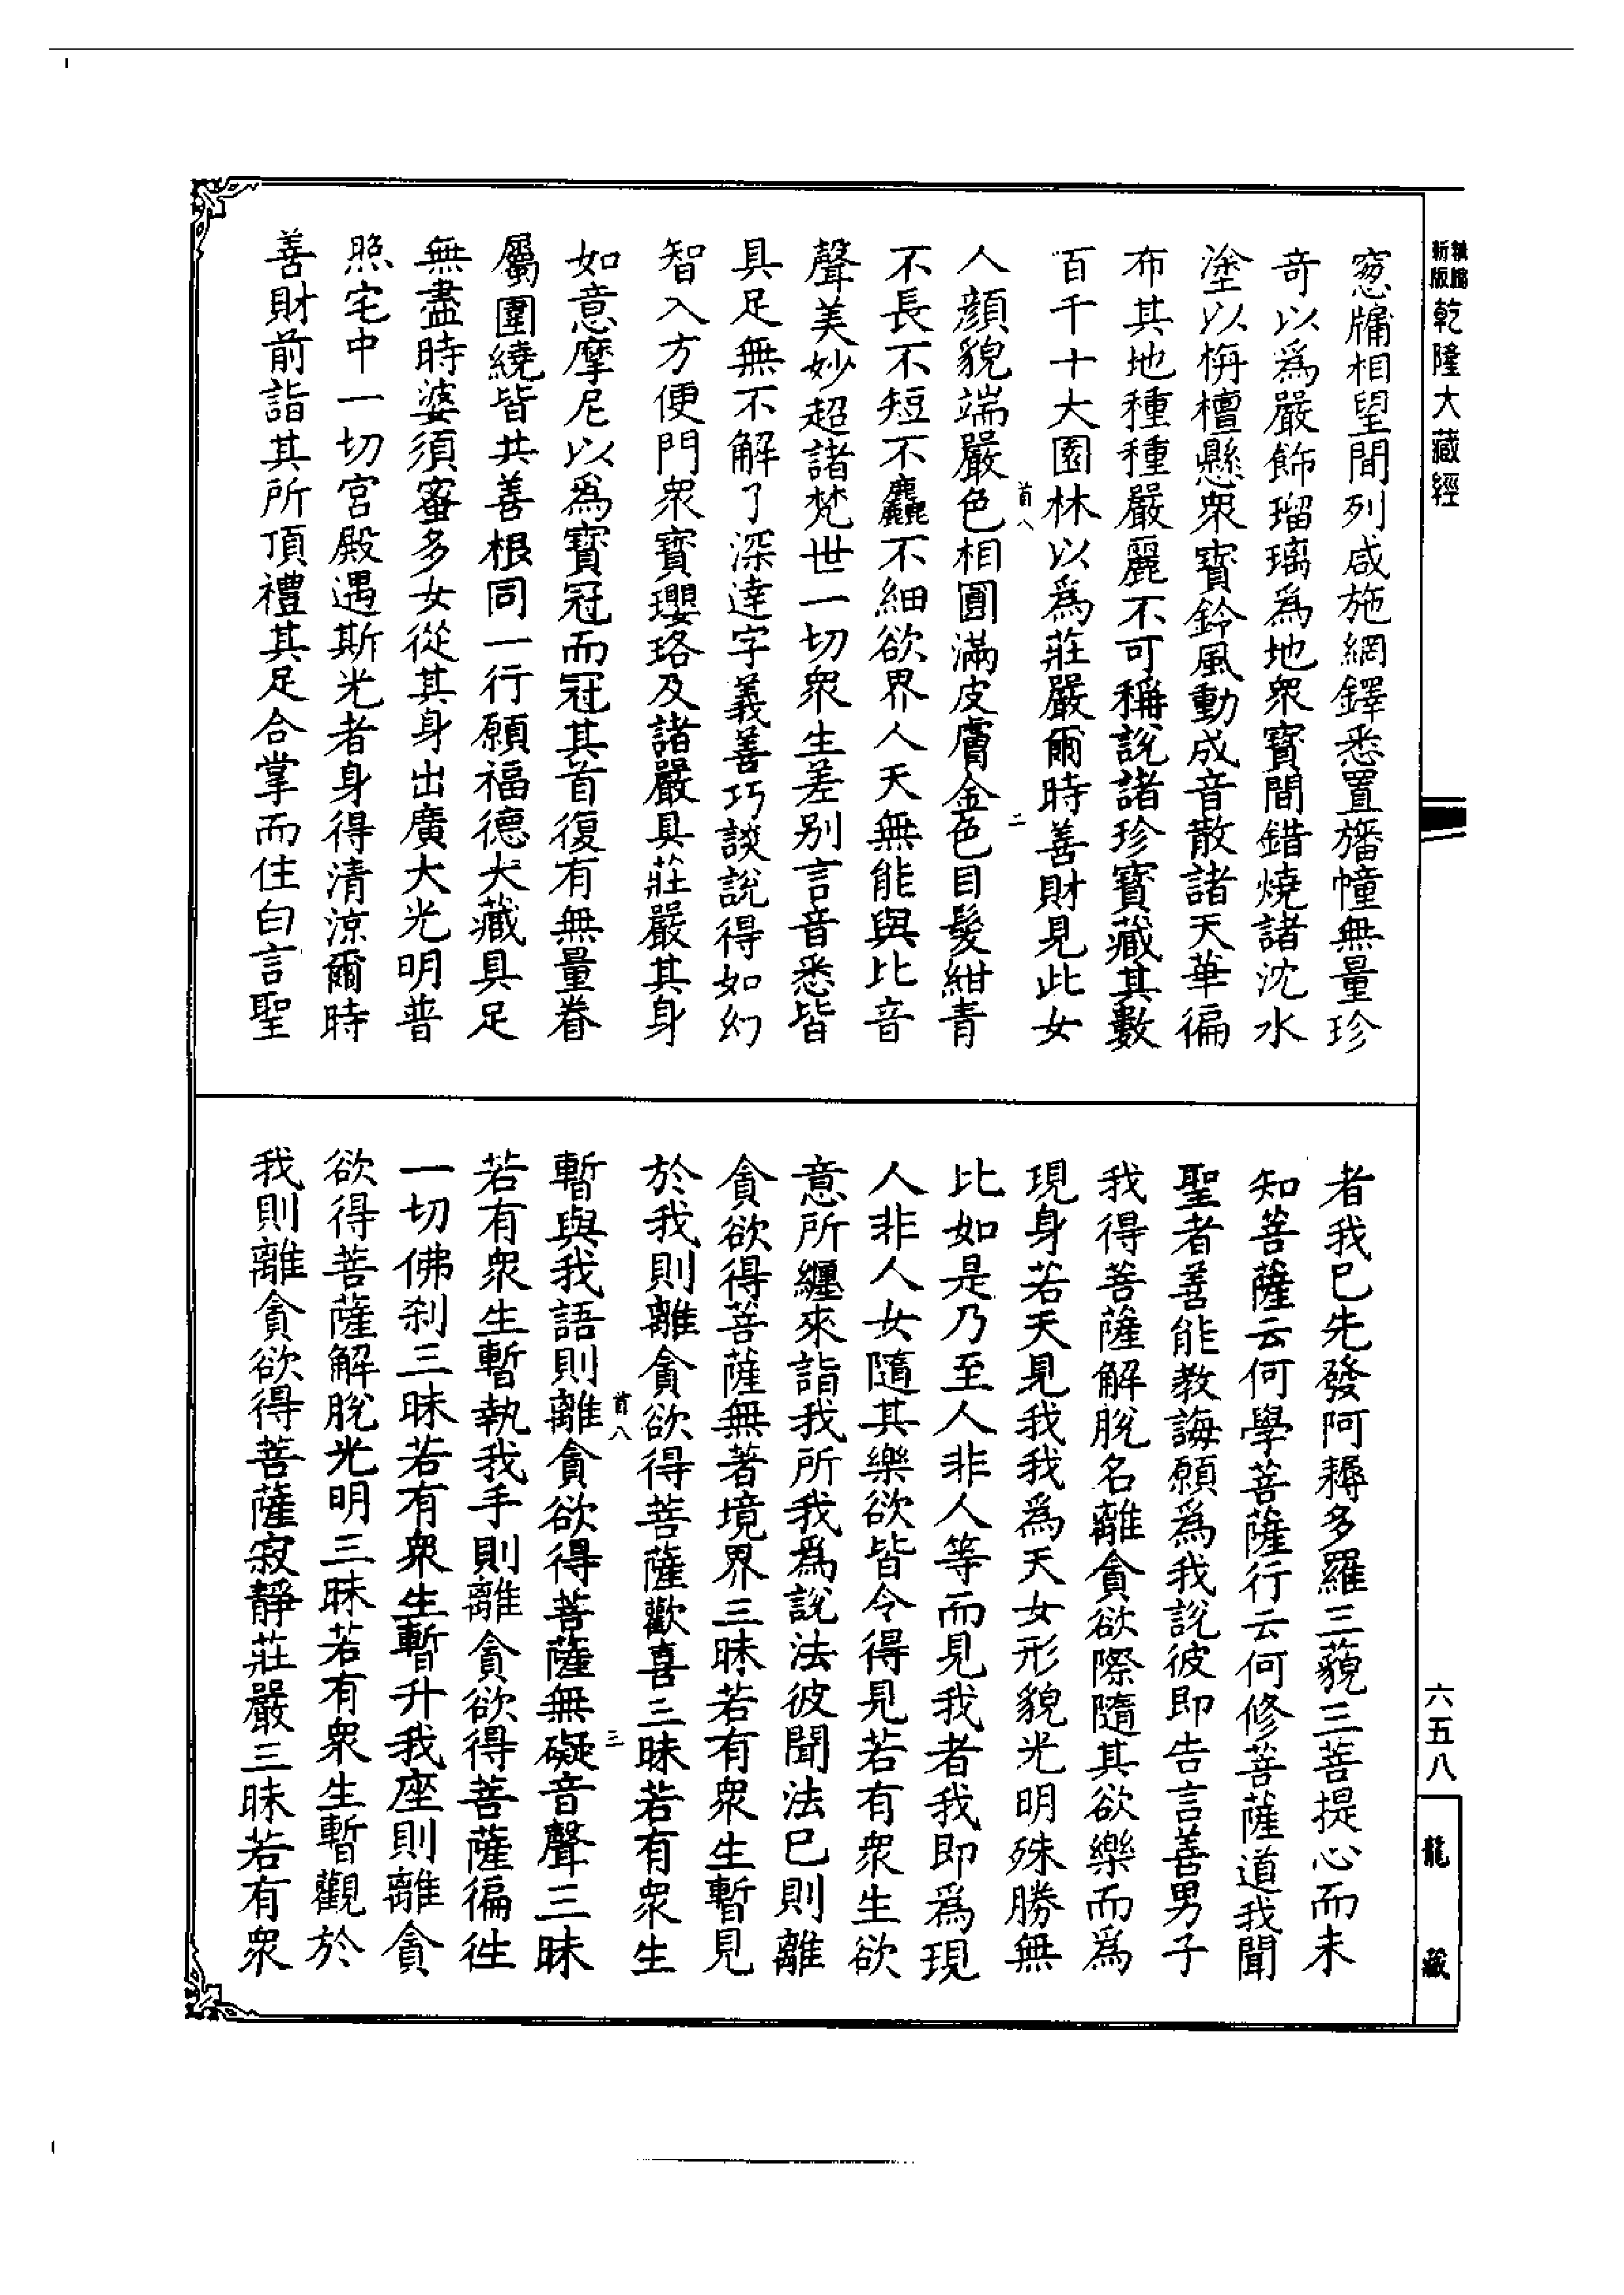 新版
乾隆大藏經
窓牖相望間列咸施網鐸悉置旛幢無量珍
奇以爲嚴飾瑠璃爲地衆寶間錯燒諸沈水
塗以栴檀懸衆寶鈴風動成音散諸天華徧
布其地種種嚴麗不可稱說諸珍寶藏其數
百千十大園林以爲莊嚴爾時善財見此女
首八
二
人顏貌端嚴色相圓滿皮膚金色目髮紺青
不長不短不麤不細欲界人天無能與比音
聲美妙超諸梵世一切衆生差別言音悉皆
具足無不解了深達字義善巧談說得如幻
智入方便門衆寶瓔珞及諸嚴具莊嚴其身
如意摩尼以爲寶冠而冠其首復有無量眷
屬圍繞皆共善根同一行願福德大藏具足
無盡時婆須蜜多女從其身出廣大光明普
照宅中一切宮殿遇斯光者身得清涼爾時
善財前詣其所頂禮其足合掌而住白言聖
者我已先發阿耨多羅三藐三菩提心而未
知菩薩云何學菩薩行云何修菩薩道我聞
聖者善能教誨願爲我說彼即告言善男子
我得菩薩解脫名離貪欲際隨其欲樂而爲
現身若天見我我爲天女形貌光明殊勝無
比如是乃至人非人等而見我者我即爲現
人非人女隨其樂欲皆令得見若有衆生欲
意所纏來詣我所我爲說法彼聞法已則離
貪欲得菩薩無著境界三昧若有衆生暫見
於我則離貪欲得菩薩歡喜三昧若有衆生
首八
三
暫與我語則離貪欲得菩薩無礙音聲三昧
若有衆生暫執我手則離貪欲得菩薩徧往
一切佛刹三昧若有衆生暫升我座則離貪
欲得菩薩解脫光明三昧若有衆生暫觀於
我則離貪欲得菩薩寂靜莊嚴三昧若有衆
六五八
龍藏